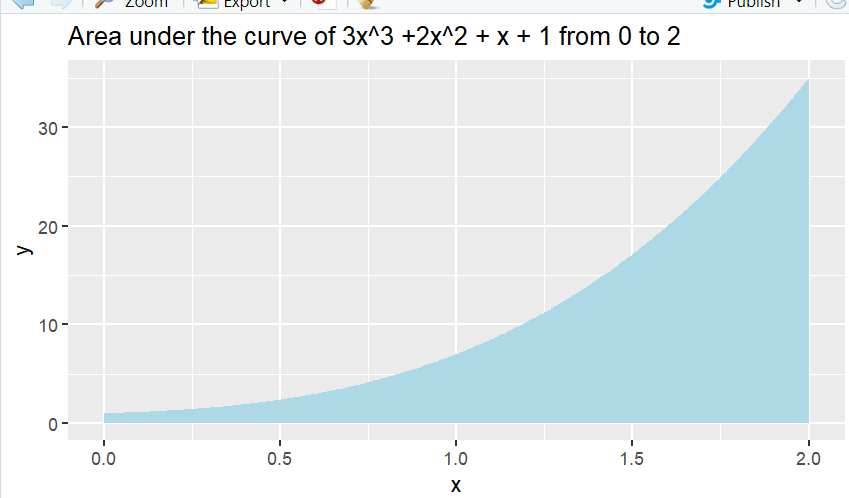 Zoom Export Publish
Area under the curve of 3x^3 +2x^2 + x + 1 from 0 to 2
30
20
10
0
y
0.0 0.5 1.0 1.5 2.0
x